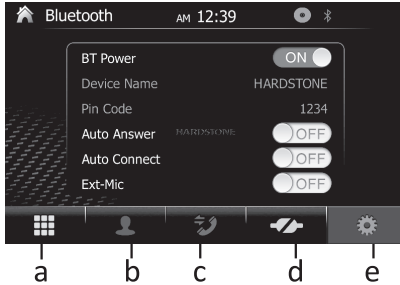 Bluetooth AM 12:39
BT Power ON
Device Name HARDSTONE
Pin Code 1234
Auto Answer HARDSTONE OFF
Auto Connect OFF
Ext-Mic OFF
a b c d e